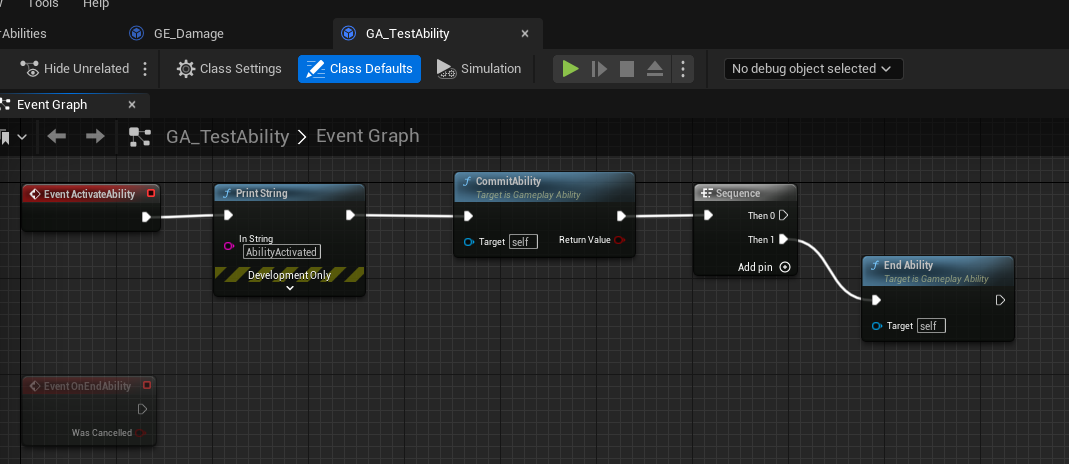 Tools Help
Abilities GE_Damage GA_TestAbility
Hide Unrelated Class Settings Class Defaults Simulation No debug object selected
Event Graph
GA_TestAbility > Event Graph
Event ActivateAbility
Print String
In String
AbilityActivated
Development Only
CommitAbility
Target is Gameplay Ability
Target self Return Value
Sequence
Then 0
Then 1
Add pin
End Ability
Target is Gameplay Ability
Target self
Event OnEndAbility
Was Cancelled